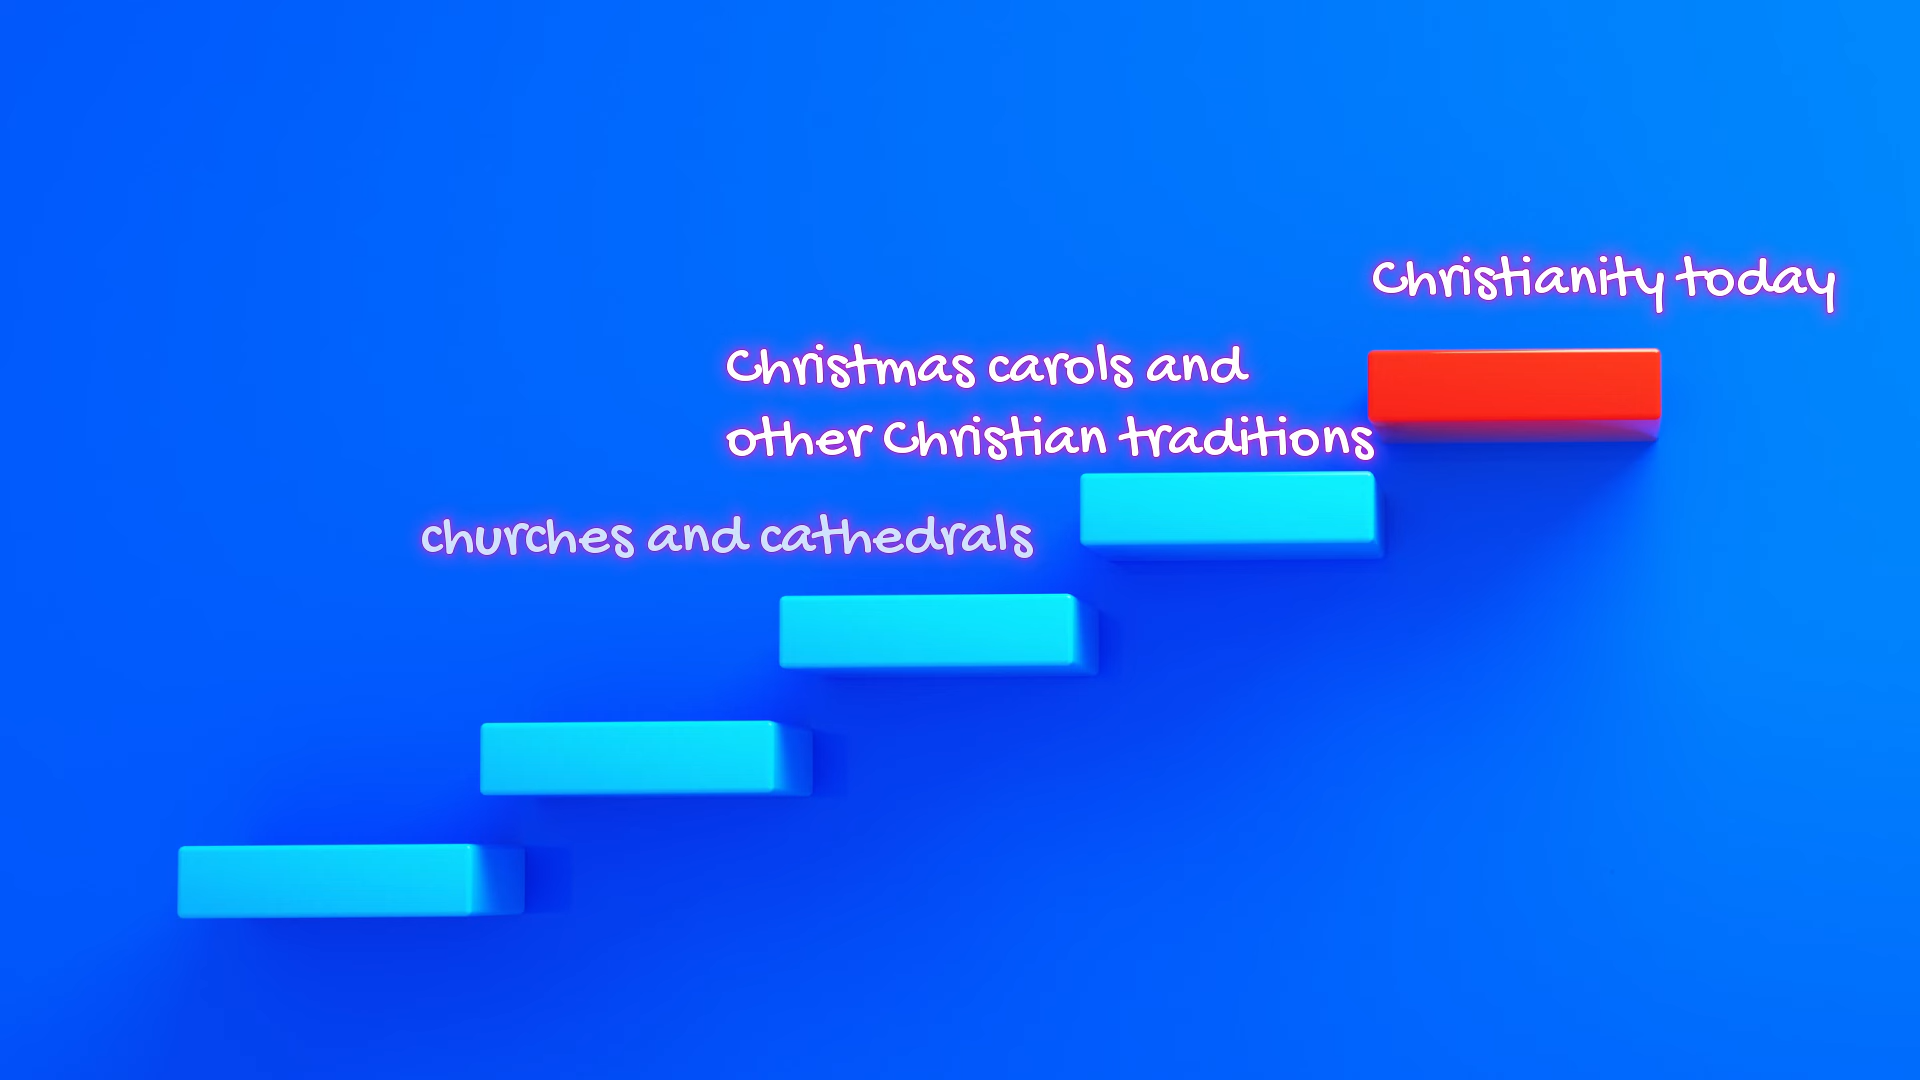 Christianity today
Christmas carols and
other Christian traditions
churches and cathedrals